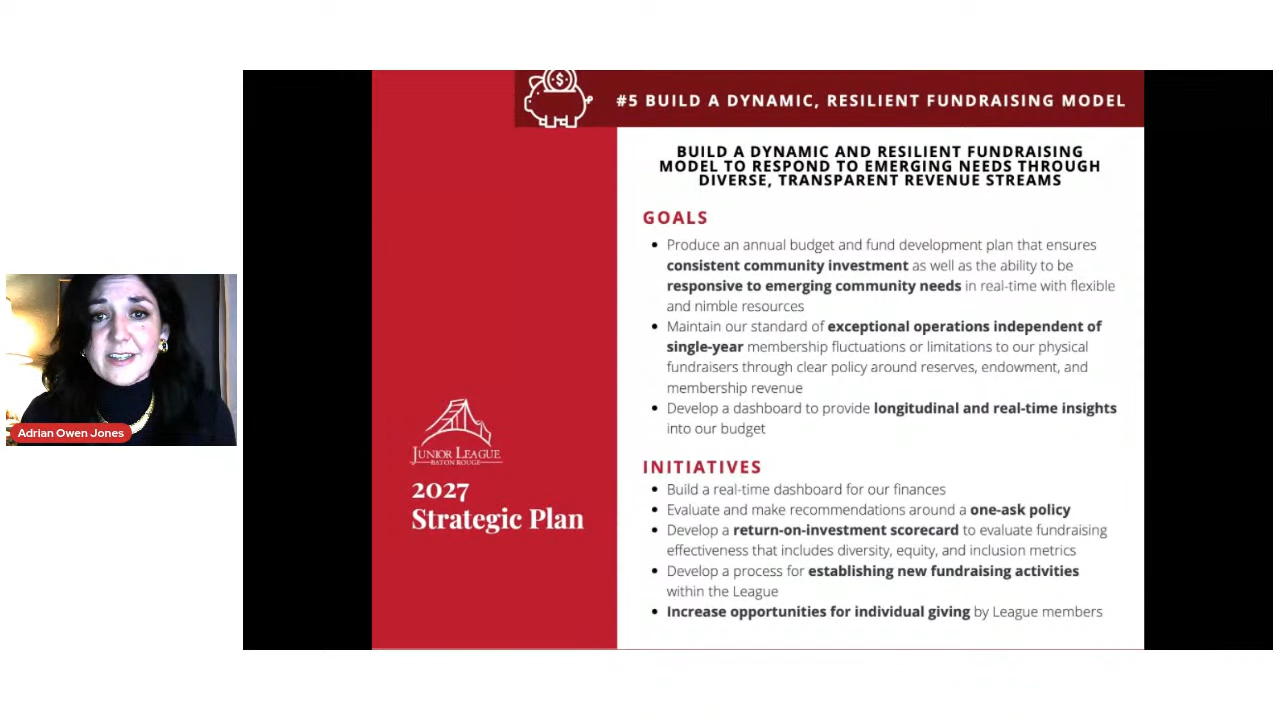 #5 BUILD A DYNAMIC, RESILIENT FUNDRAISING MODEL
BUILD A DYNAMIC AND RESILIENT FUNDRAISING
MODEL TO RESPOND TO EMERGING NEEDS THROUGH
DIVERSE, TRANSPARENT REVENUE STREAMS
GOALS
• Produce an annual budget and fund development plan that ensures
consistent community investment as well as the ability to be
responsive to emerging community needs in real-time with flexible
and nimble resources
• Maintain our standard of exceptional operations independent of
single-year membership fluctuations or limitations to our physical
fundraisers through clear policy around reserves, endowment, and
membership revenue
• Develop a dashboard to provide longitudinal and real-time insights
into our budget
INITIATIVES
• Build a real-time dashboard for our finances
• Evaluate and make recommendations around a one-ask policy
• Develop a return-on-investment scorecard to evaluate fundraising
effectiveness that includes diversity, equity, and inclusion metrics
• Develop a process for establishing new fundraising activities
within the League
• Increase opportunities for individual giving by League members
JUNIOR LEAGUE
BATON ROUGE
2027
Strategic Plan
Adrian Owen Jones
$